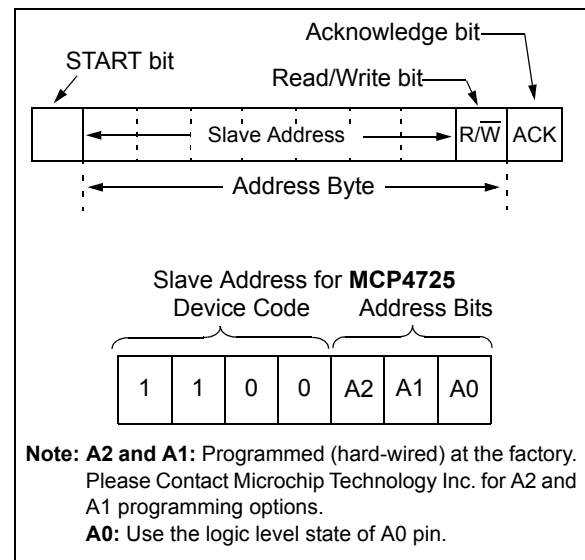 Acknowledge bit
START bit
Read/Write bit
Slave Address R/W ACK
Address Byte
Slave Address for MCP4725
Device Code Address Bits
1 1 0 0 A2 A1 A0
Note: A2 and A1: Programmed (hard-wired) at the factory.
Please Contact Microchip Technology Inc. for A2 and
A1 programming options.
A0: Use the logic level state of A0 pin.